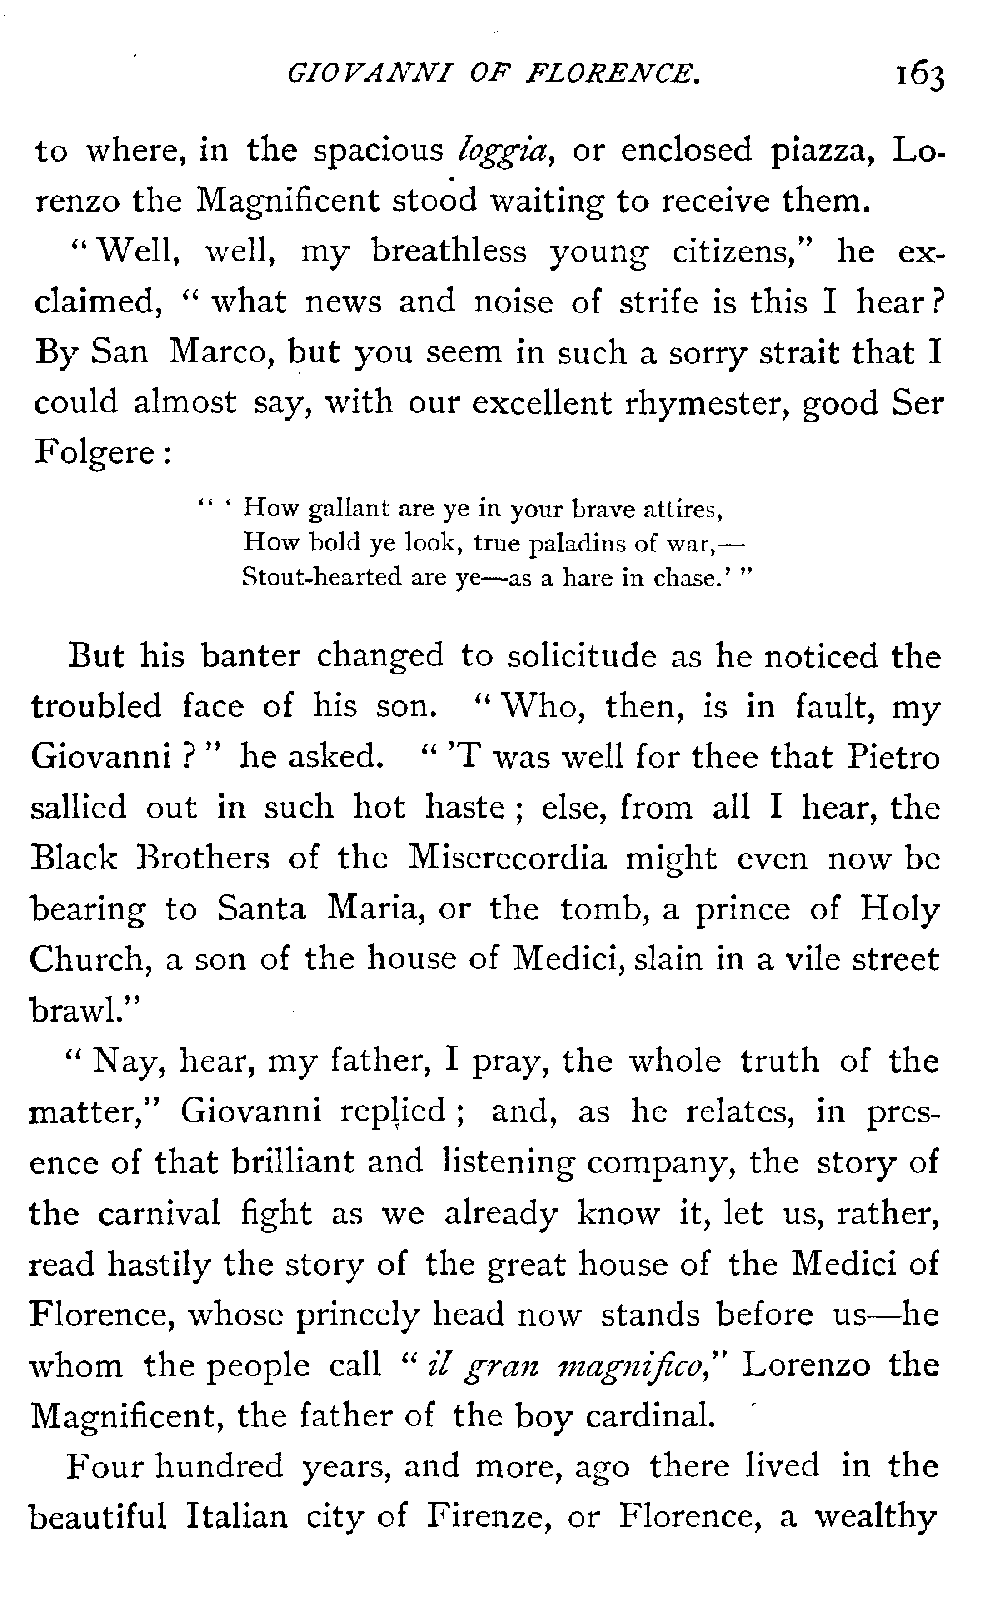 GIOVANNI OF FLORENCE. 163
to where, in the spacious loggia, or enclosed piazza, Lo-
renzo the Magnificent stood waiting to receive them.
“Well, well, my breathless young citizens,” he ex-
claimed, “what news and noise of strife is this I hear?
By San Marco, but you seem in such a sorry strait that I
could almost say, with our excellent rhymester, good Ser
Folgere:
“‘How gallant are ye in your brave attires,
How bold ye look, true paladins of war,—
Stout-hearted are ye—as a hare in chase.’”
But his banter changed to solicitude as he noticed the
troubled face of his son. “Who, then, is in fault, my
Giovanni?” he asked. “’T was well for thee that Pietro
sallied out in such hot haste; else, from all I hear, the
Black Brothers of the Miserecordia might even now be
bearing to Santa Maria, or the tomb, a prince of Holy
Church, a son of the house of Medici, slain in a vile street
brawl.”
“Nay, hear, my father, I pray, the whole truth of the
matter,” Giovanni replied; and, as he relates, in pres-
ence of that brilliant and listening company, the story of
the carnival fight as we already know it, let us, rather,
read hastily the story of the great house of the Medici of
Florence, whose princely head now stands before us—he
whom the people call “il gran magnifico,” Lorenzo the
Magnificent, the father of the boy cardinal.
Four hundred years, and more, ago there lived in the
beautiful Italian city of Firenze, or Florence, a wealthy